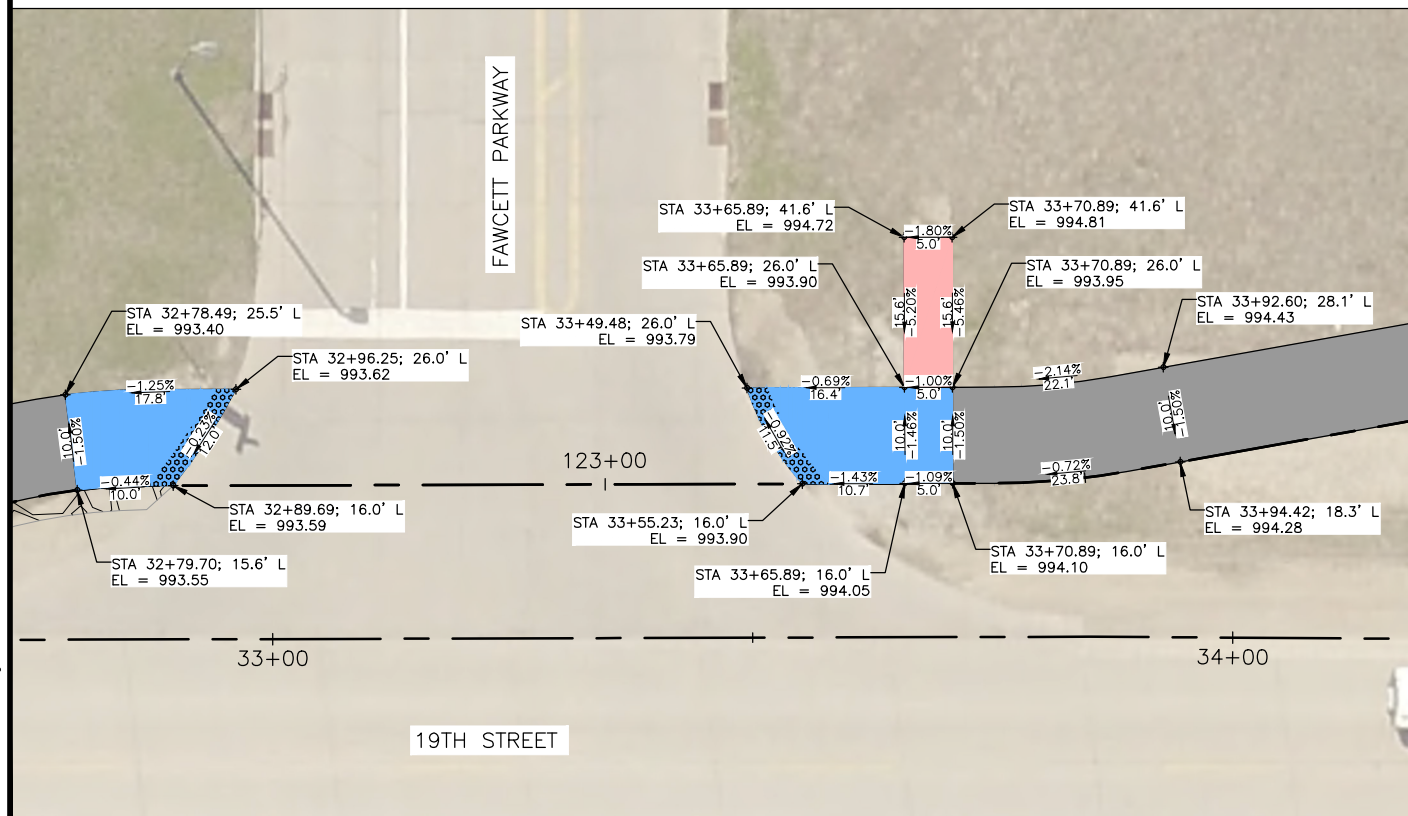 FAWCETT PARKWAY
STA 33+65.89; 41.6' L
EL = 994.72
STA 33+70.89; 41.6' L
EL = 994.81
-1.80%
5.0'
STA 33+65.89; 26.0' L
EL = 993.90
STA 33+70.89; 26.0' L
EL = 993.95
15.6'
-5.20%
15.6'
-5.46%
STA 32+78.49; 25.5' L
EL = 993.40
STA 33+49.48; 26.0' L
EL = 993.79
STA 33+92.60; 28.1' L
EL = 994.43
STA 32+96.25; 26.0' L
EL = 993.62
-1.25%
17.8'
-0.69%
16.4'
-1.00%
5.0'
-2.14%
22.1'
10.0'
-1.50%
-0.23%
12.0'
-0.92%
11.5'
10.0'
-1.46%
10.0'
-1.50%
10.0'
-1.50%
123+00
-0.44%
10.0'
-1.43%
10.7'
-1.09%
5.0'
-0.72%
23.8'
STA 32+89.69; 16.0' L
EL = 993.59
STA 33+55.23; 16.0' L
EL = 993.90
STA 33+94.42; 18.3' L
EL = 994.28
STA 32+79.70; 15.6' L
EL = 993.55
STA 33+65.89; 16.0' L
EL = 994.05
STA 33+70.89; 16.0' L
EL = 994.10
33+00
34+00
19TH STREET